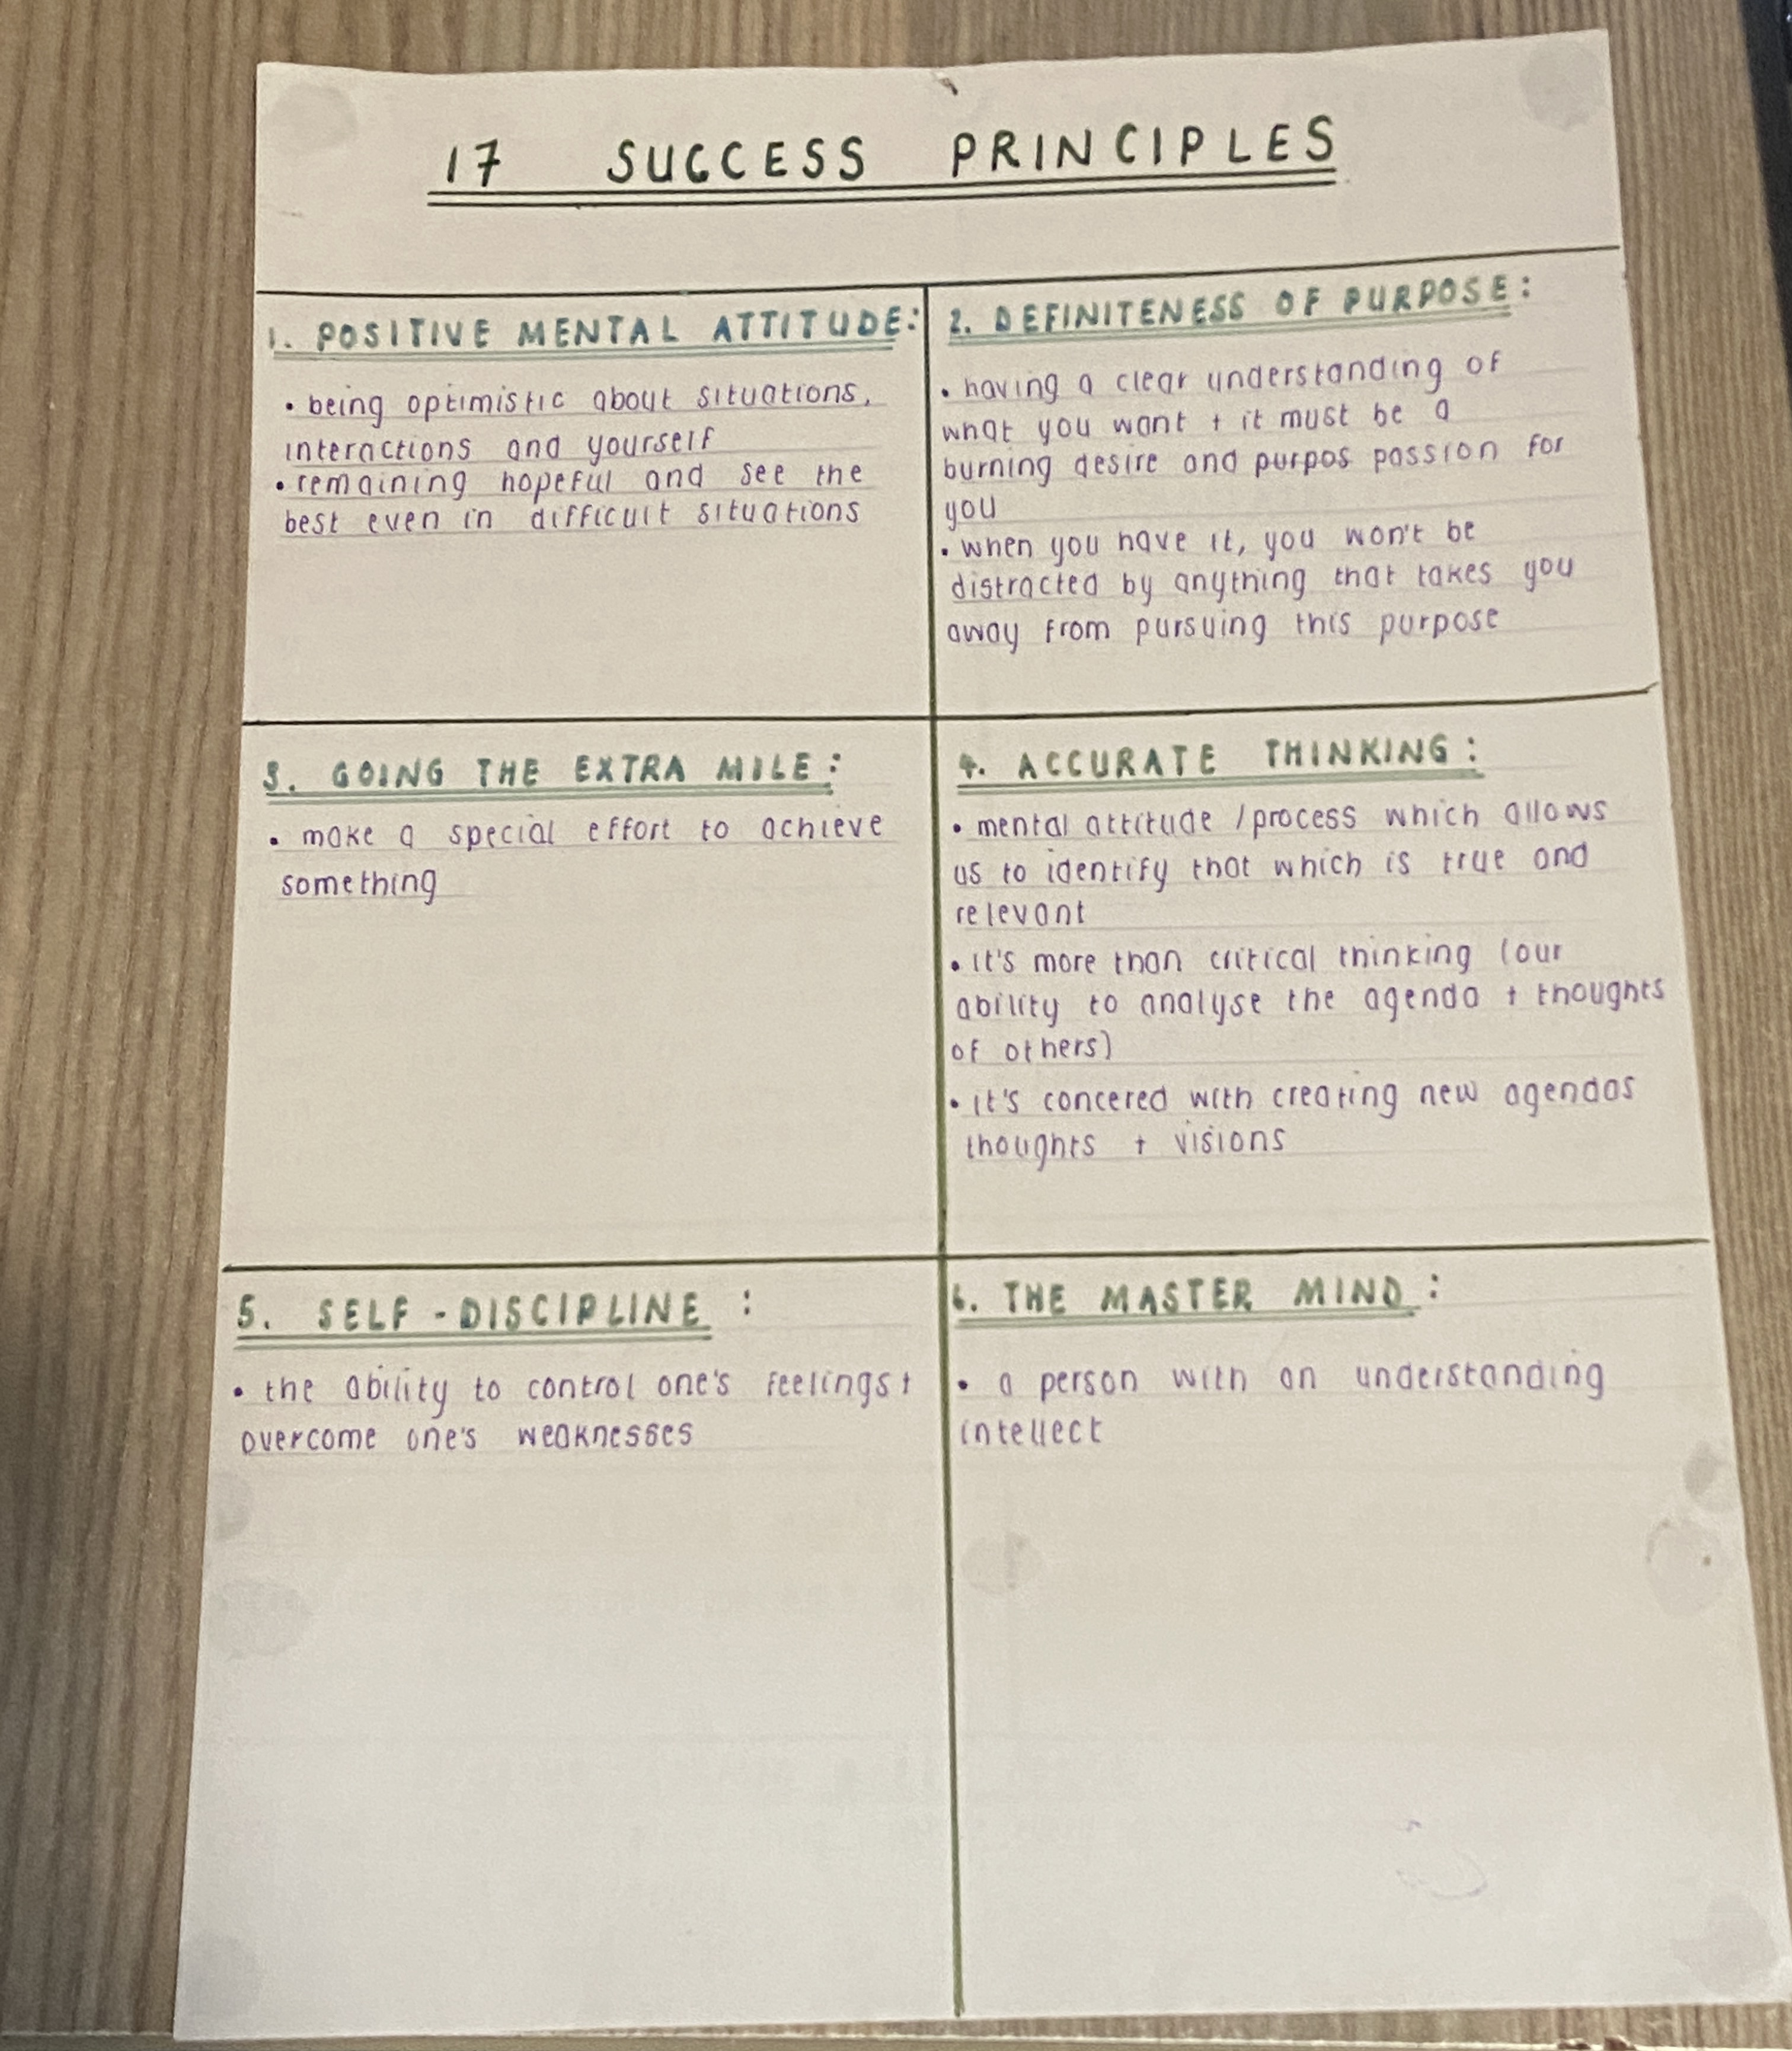 17 SUCCESS PRINCIPLES
1. POSITIVE MENTAL ATTITUDE:
• being optimistic about situations,
interactions and yourself
• remaining hopeful and see the
best even in difficult situations
2. DEFINITENESS OF PURPOSE:
• having a clear understanding of
what you want + it must be a
burning desire and purpos passion for
you
• when you have it, you won't be
distracted by anything that takes you
away from pursuing this purpose
3. GOING THE EXTRA MILE:
• make a special effort to achieve
something
4. ACCURATE THINKING:
• mental attitude / process which allows
us to identify that which is true and
relevant
• it's more than critical thinking (our
ability to analyse the agenda + thoughts
of others)
• it's concered with creating new agendas
thoughts + visions
5. SELF-DISCIPLINE :
• the ability to control one's feelings +
overcome one's weaknesses
6. THE MASTER MIND :
• a person with an understanding
intellect